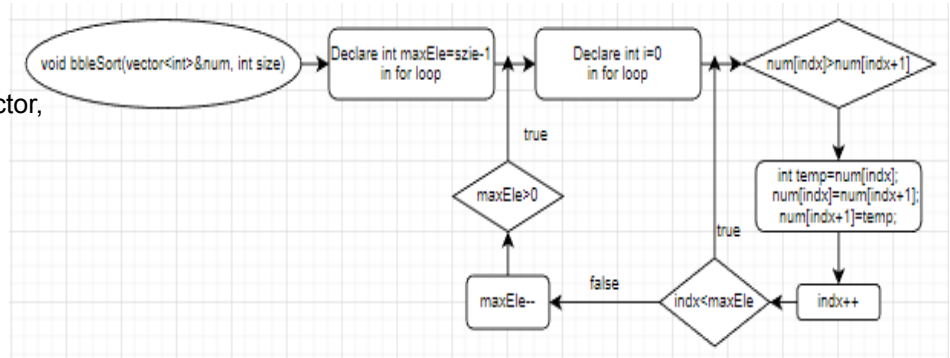 void bbleSort(vector<int>&num, int size)
Declare int maxEle=szie-1
in for loop
Declare int i=0
in for loop
num[indx]>num[indx+1]
ctor,
true
maxEle>0
int temp=num[indx];
num[indx]=num[indx+1];
num[indx+1]=temp;
true
maxEle--
false
indx<maxEle
indx++